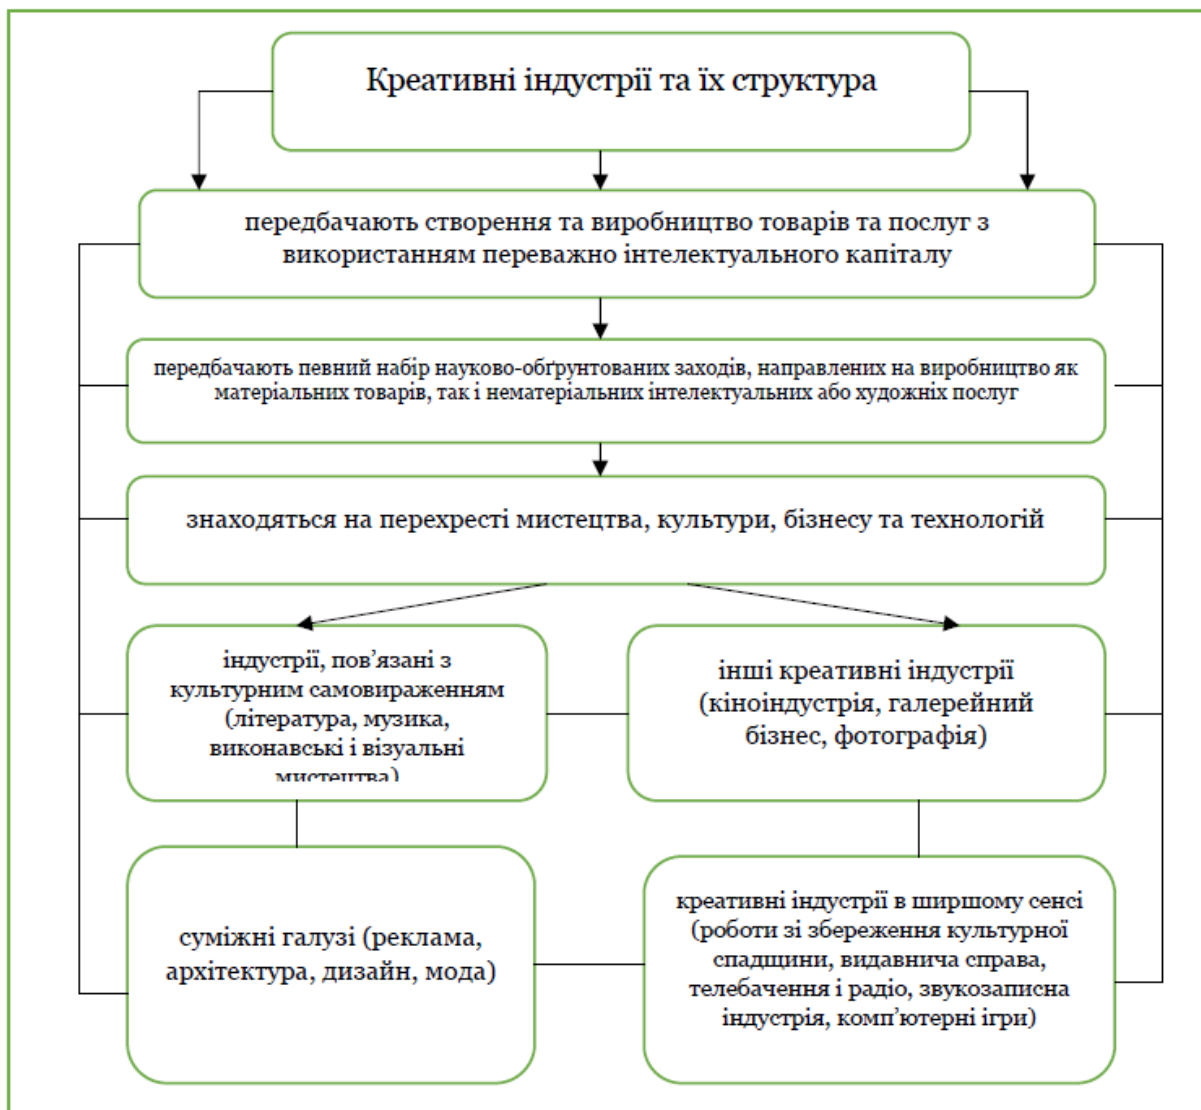 Креативні індустрії та їх структура
передбачають створення та виробництво товарів та послуг з
використанням переважно інтелектуального капіталу
передбачають певний набір науково-обґрунтованих заходів, направлених на виробництво як
матеріальних товарів, так і нематеріальних інтелектуальних або художніх послуг
знаходяться на перехресті мистецтва, культури, бізнесу та технологій
індустрії, пов’язані з
культурним самовираженням
(література, музика,
виконавські і візуальні
мистецтва)
інші креативні індустрії
(кіноіндустрія, галерейний
бізнес, фотографія)
суміжні галузі (реклама,
архітектура, дизайн, мода)
креативні індустрії в ширшому сенсі
(роботи зі збереження культурної
спадщини, видавнича справа,
телебачення і радіо, звукозаписна
індустрія, комп’ютерні ігри)